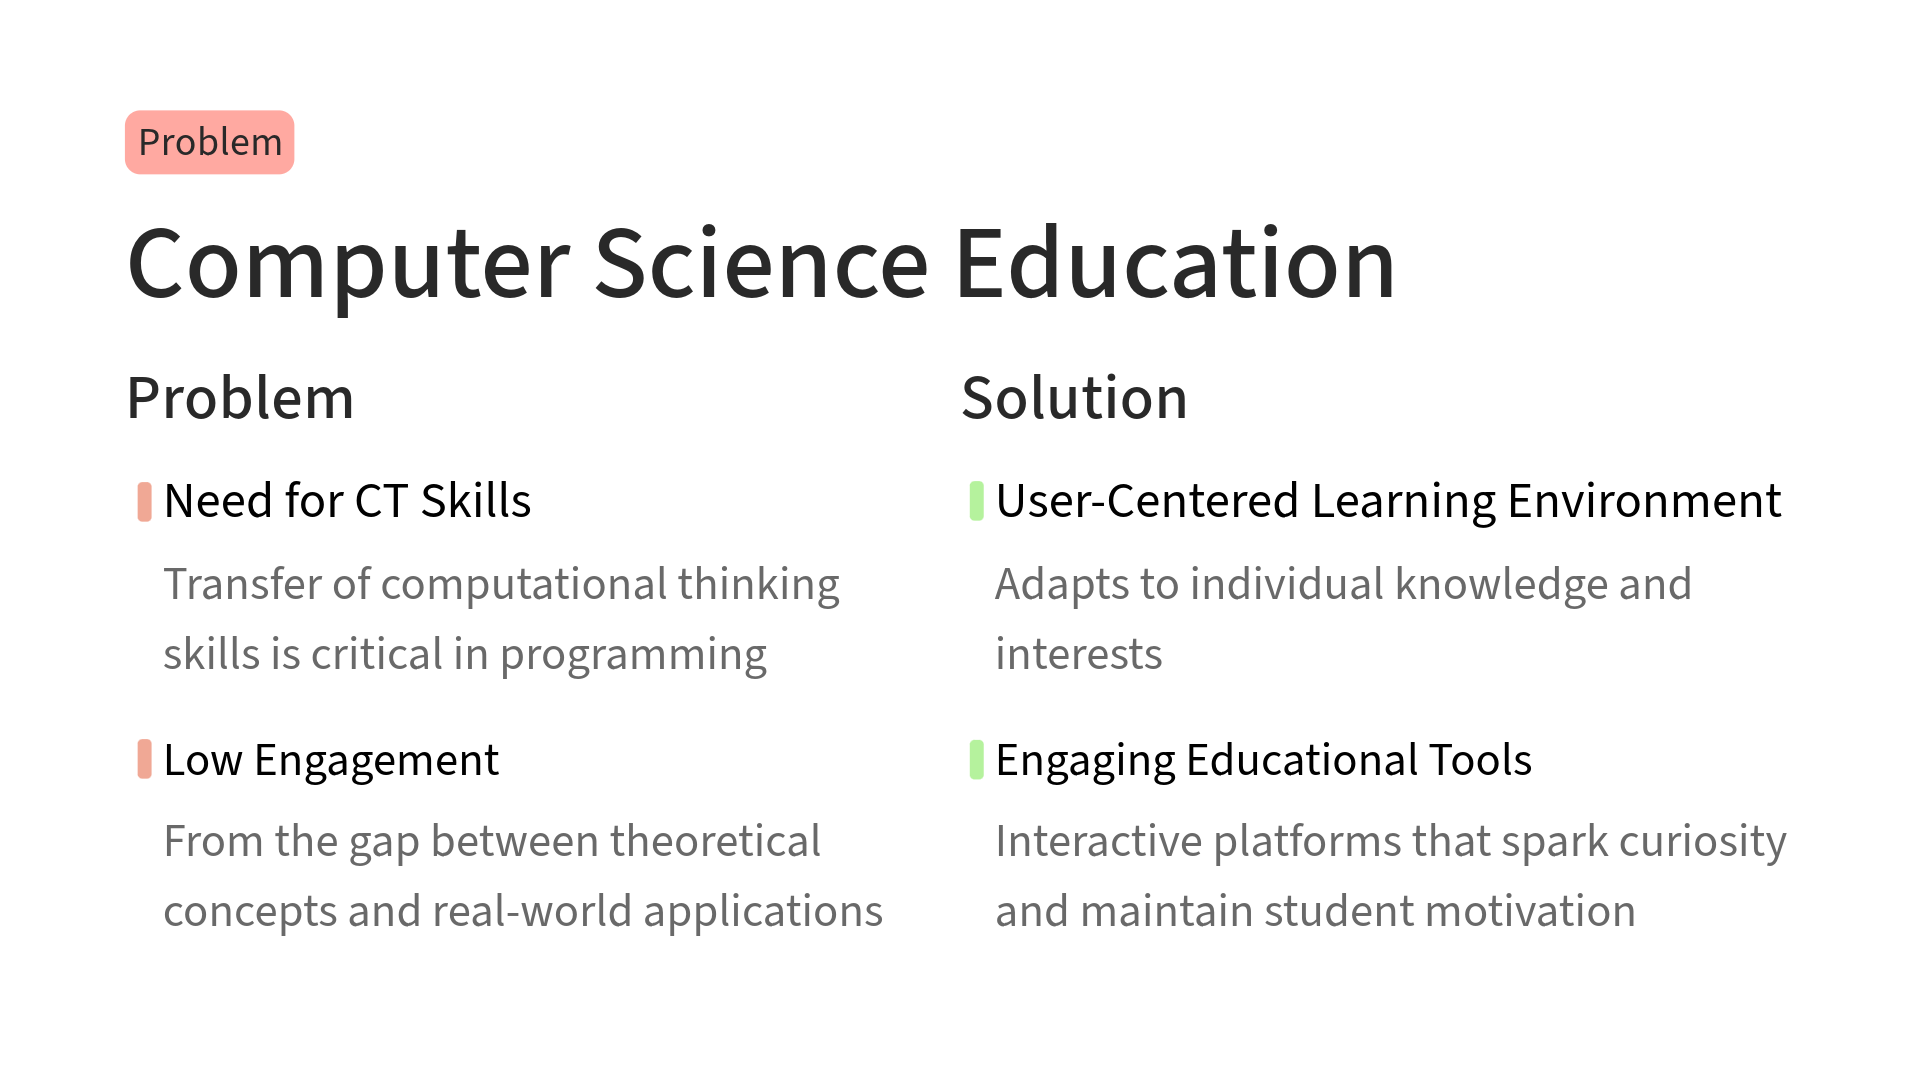 Problem
Computer Science Education
Problem
Need for CT Skills
Transfer of computational thinking
skills is critical in programming
Low Engagement
From the gap between theoretical
concepts and real-world applications
Solution
User-Centered Learning Environment
Adapts to individual knowledge and
interests
Engaging Educational Tools
Interactive platforms that spark curiosity
and maintain student motivation